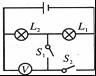 L₂ L₁
S₁
V S₂